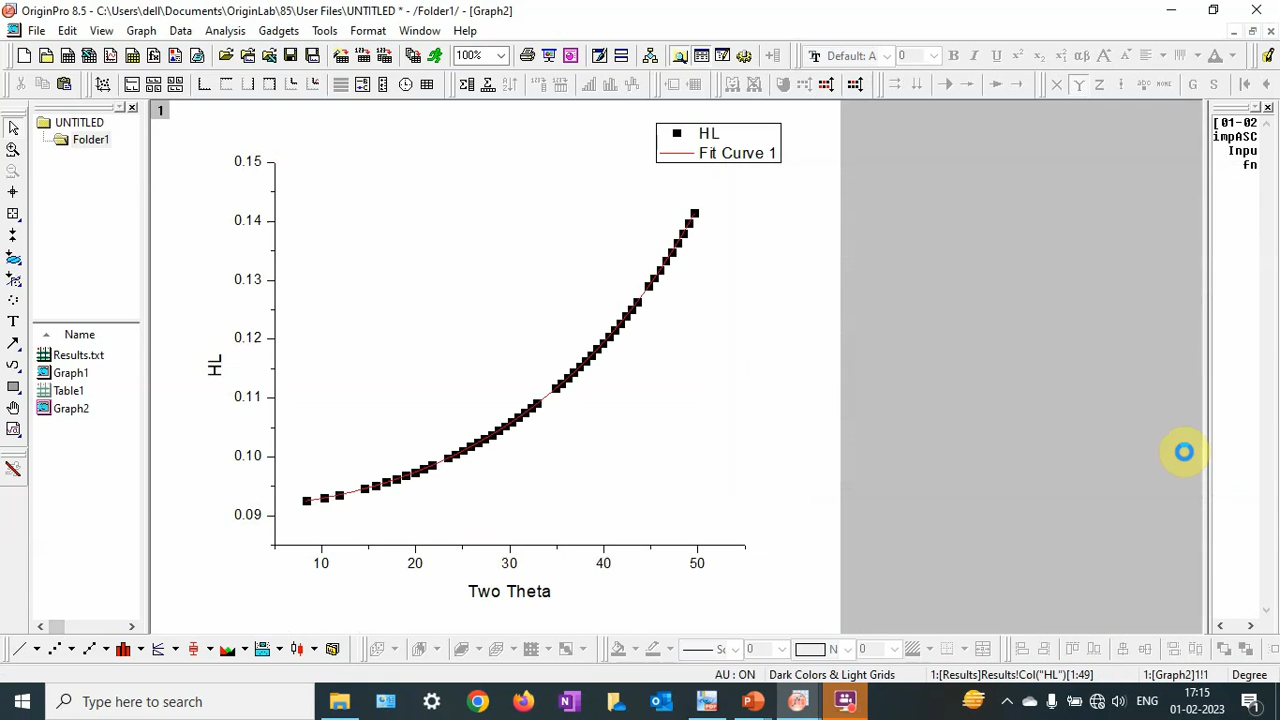 OriginPro 8.5 - C:\Users\dell\Documents\OriginLab\85\User Files\UNTITLED * - /Folder1/ - [Graph2]
File Edit View Graph Data Analysis Gadgets Tools Format Window Help
100% Default: A 0 B I U
1
UNTITLED
Folder1
[01-02
impASC
Inpu
fn
HL
Fit Curve 1
0.15
0.14
0.13
0.12
0.11
0.10
0.09
HL
10 20 30 40 50
Two Theta
Name
Results.txt
Graph1
Table1
Graph2
AU : ON Dark Colors & Light Grids 1:[Results]Results!Col("HL")[1:49] 1:[Graph2]1!1 Degree
Type here to search
ENG
17:15
01-02-2023